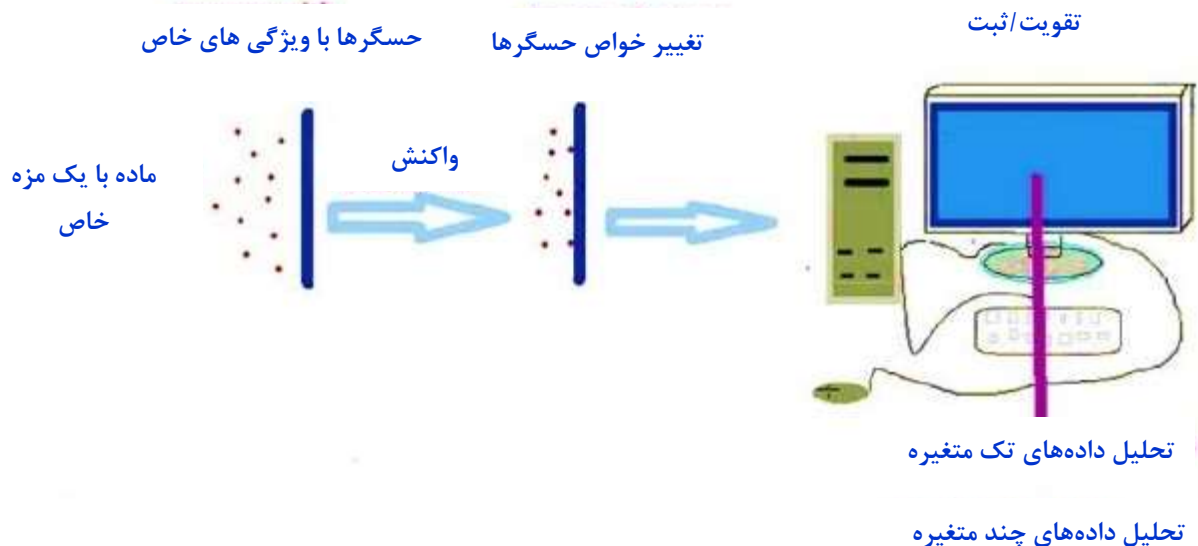 حسگرها با ویژگی های خاص
تغییر خواص حسگرها
تقویت/ثبت
ماده با یک مزه
خاص
واکنش
تحلیل داده‌های تک متغیره
تحلیل داده‌های چند متغیره